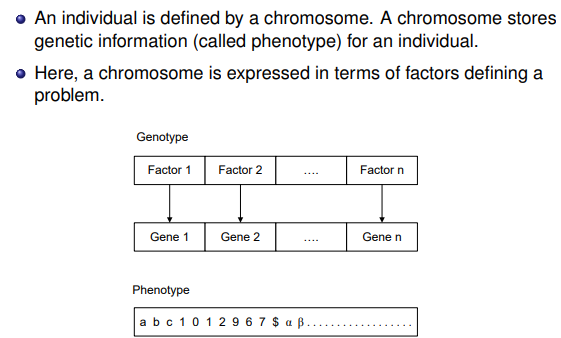 An individual is defined by a chromosome. A chromosome stores
genetic information (called phenotype) for an individual.
Here, a chromosome is expressed in terms of factors defining a
problem.
Genotype
Factor 1 Factor 2 .... Factor n
Gene 1 Gene 2 .... Gene n
Phenotype
a b c 1 0 1 2 9 6 7 $ α β . . . . . . . . . . . . . . . . . .